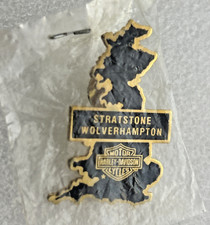 STRATSTONE
WOLVERHAMPTON
MOTOR
HARLEY-DAVIDSON
CYCLES